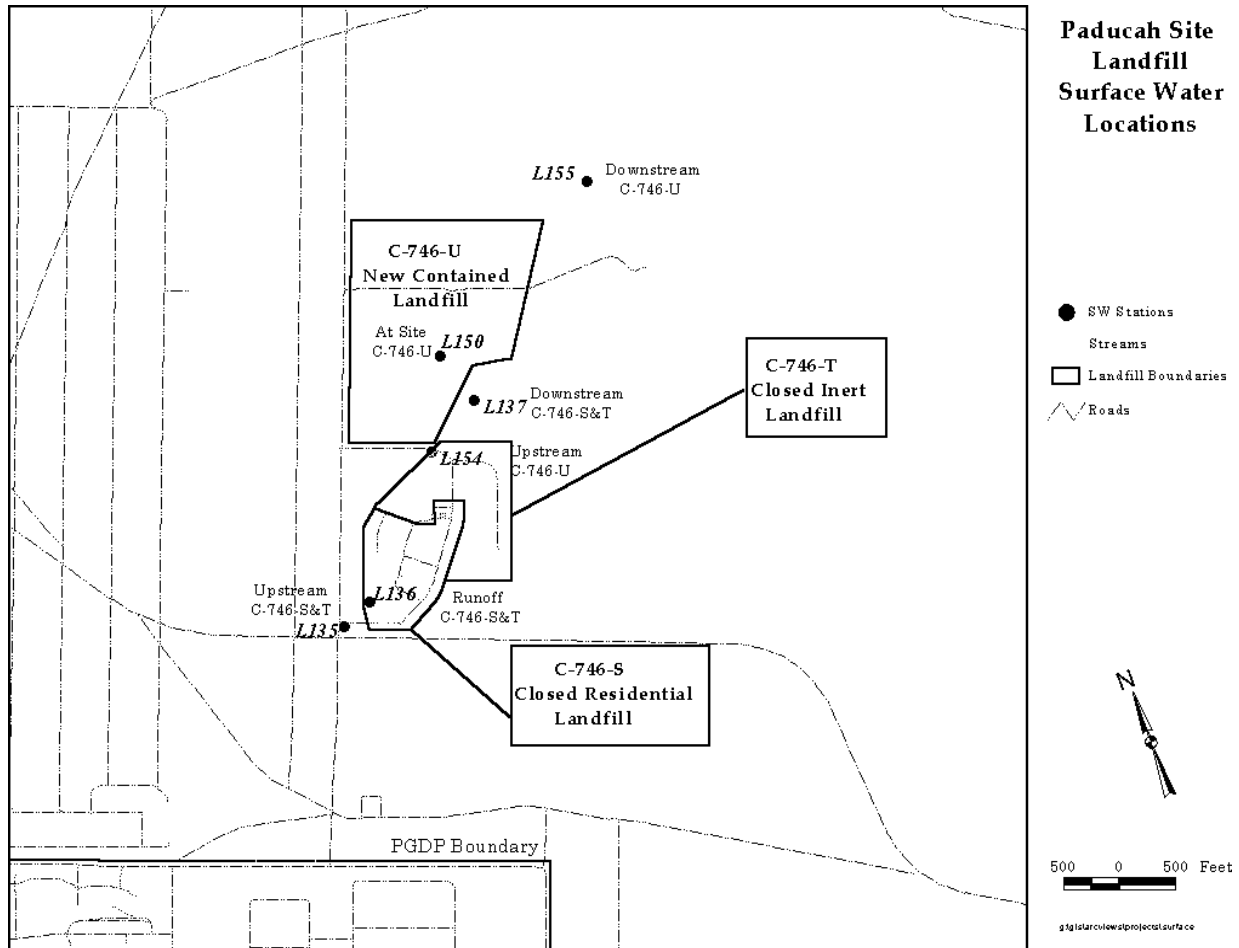 Paducah Site
Landfill
Surface Water
Locations
L155
Downstream
C-746-U
C-746-U
New Contained
Landfill
At Site
C-746-U
L150
L137
Downstream
C-746-S&T
C-746-T
Closed Inert
Landfill
L154
Upstream
C-746-U
Upstream
C-746-S&T
L135
L136
Runoff
C-746-S&T
C-746-S
Closed Residential
Landfill
PGDP Boundary
SW Stations
Streams
Landfill Boundaries
Roads
N
500 0 500 Feet